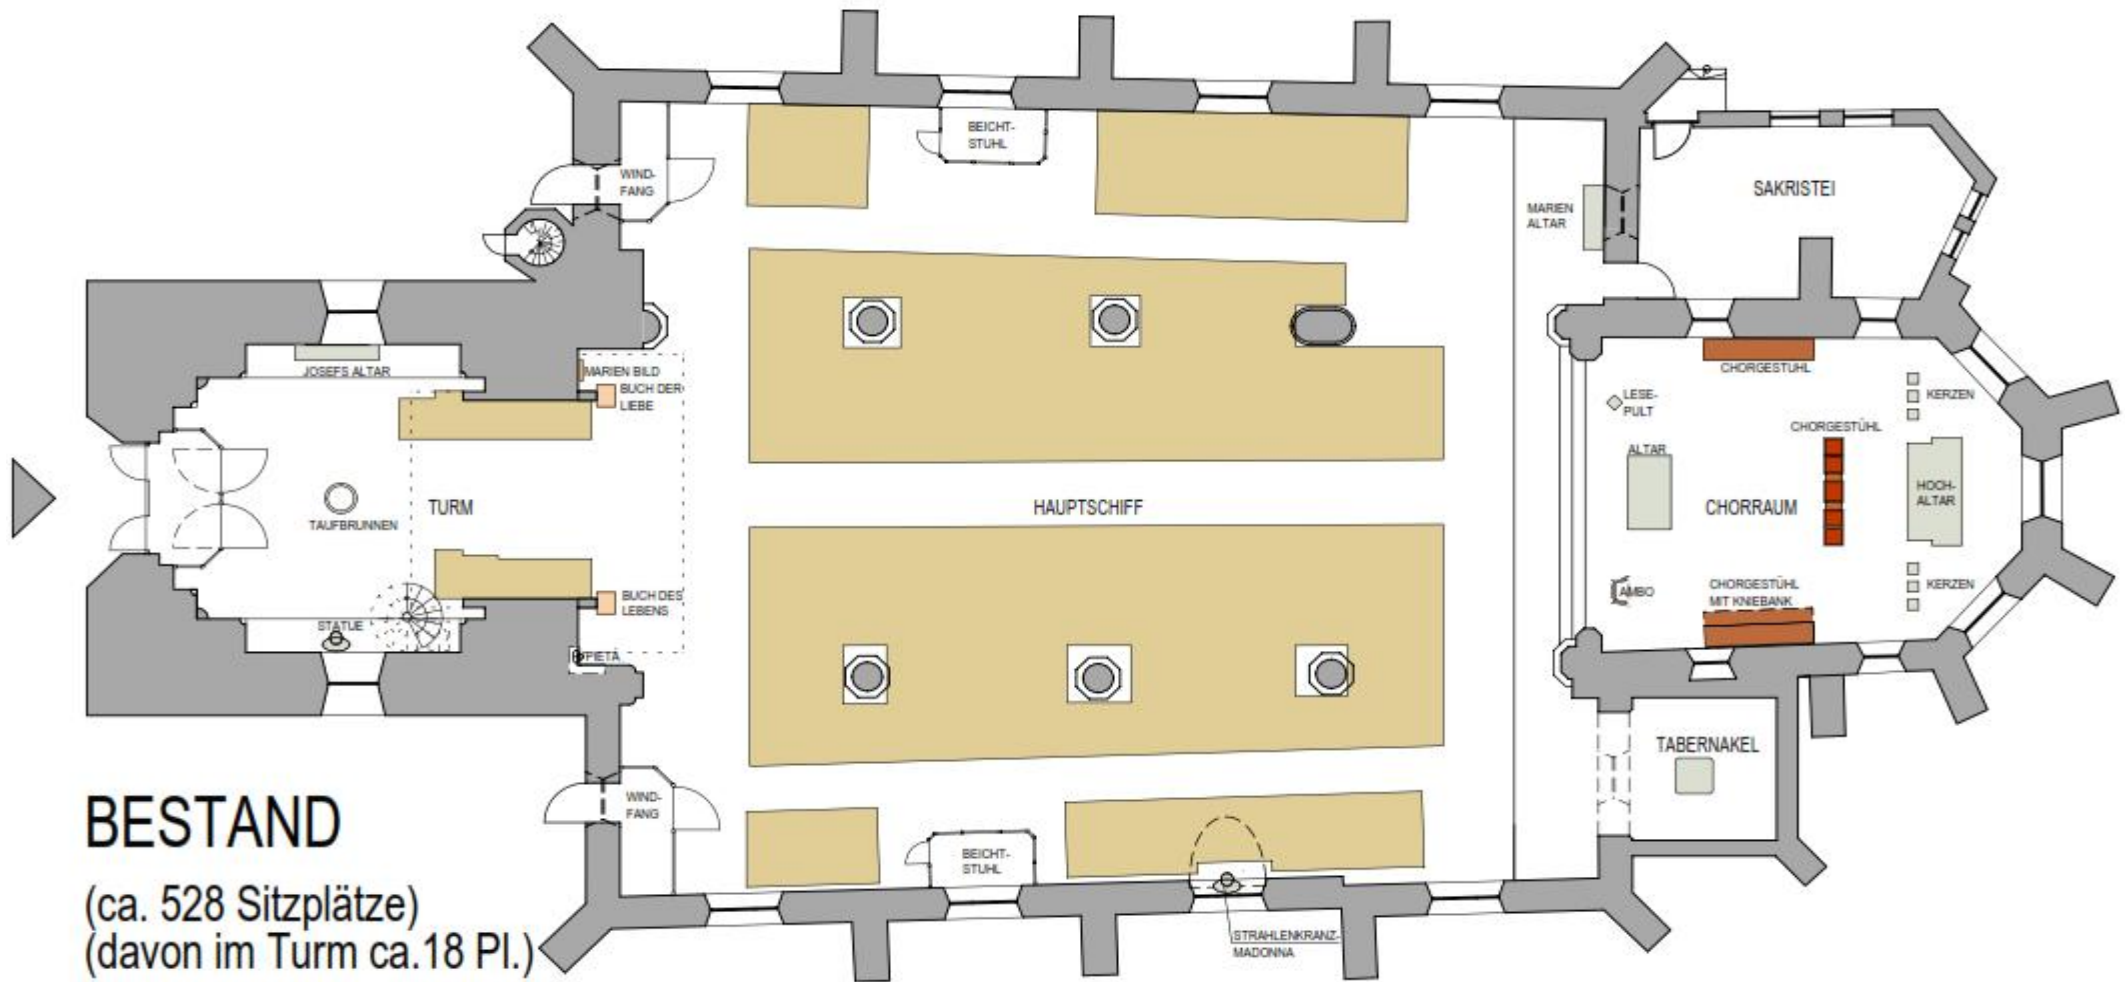 BEICHT-
STUHL
WIND-
FANG
SAKRISTEI
MARIEN
ALTAR
JOSEFS ALTAR
MARIEN BILD
BUCH DER
LIEBE
CHORGESTUHL
LESE-
PULT
KERZEN
CHORGESTÜHL
ALTAR
HOCH-
ALTAR
TAUFBRUNNEN
TURM
HAUPTSCHIFF
CHORRAUM
AMBO
CHORGESTÜHL
MIT KNIEBANK
KERZEN
BUCH DES
LEBENS
STATUE
PIETÀ
TABERNAKEL
WIND-
FANG
BEICHT-
STUHL
STRAHLENKRANZ-
MADONNA
BESTAND
(ca. 528 Sitzplätze)
(davon im Turm ca.18 Pl.)